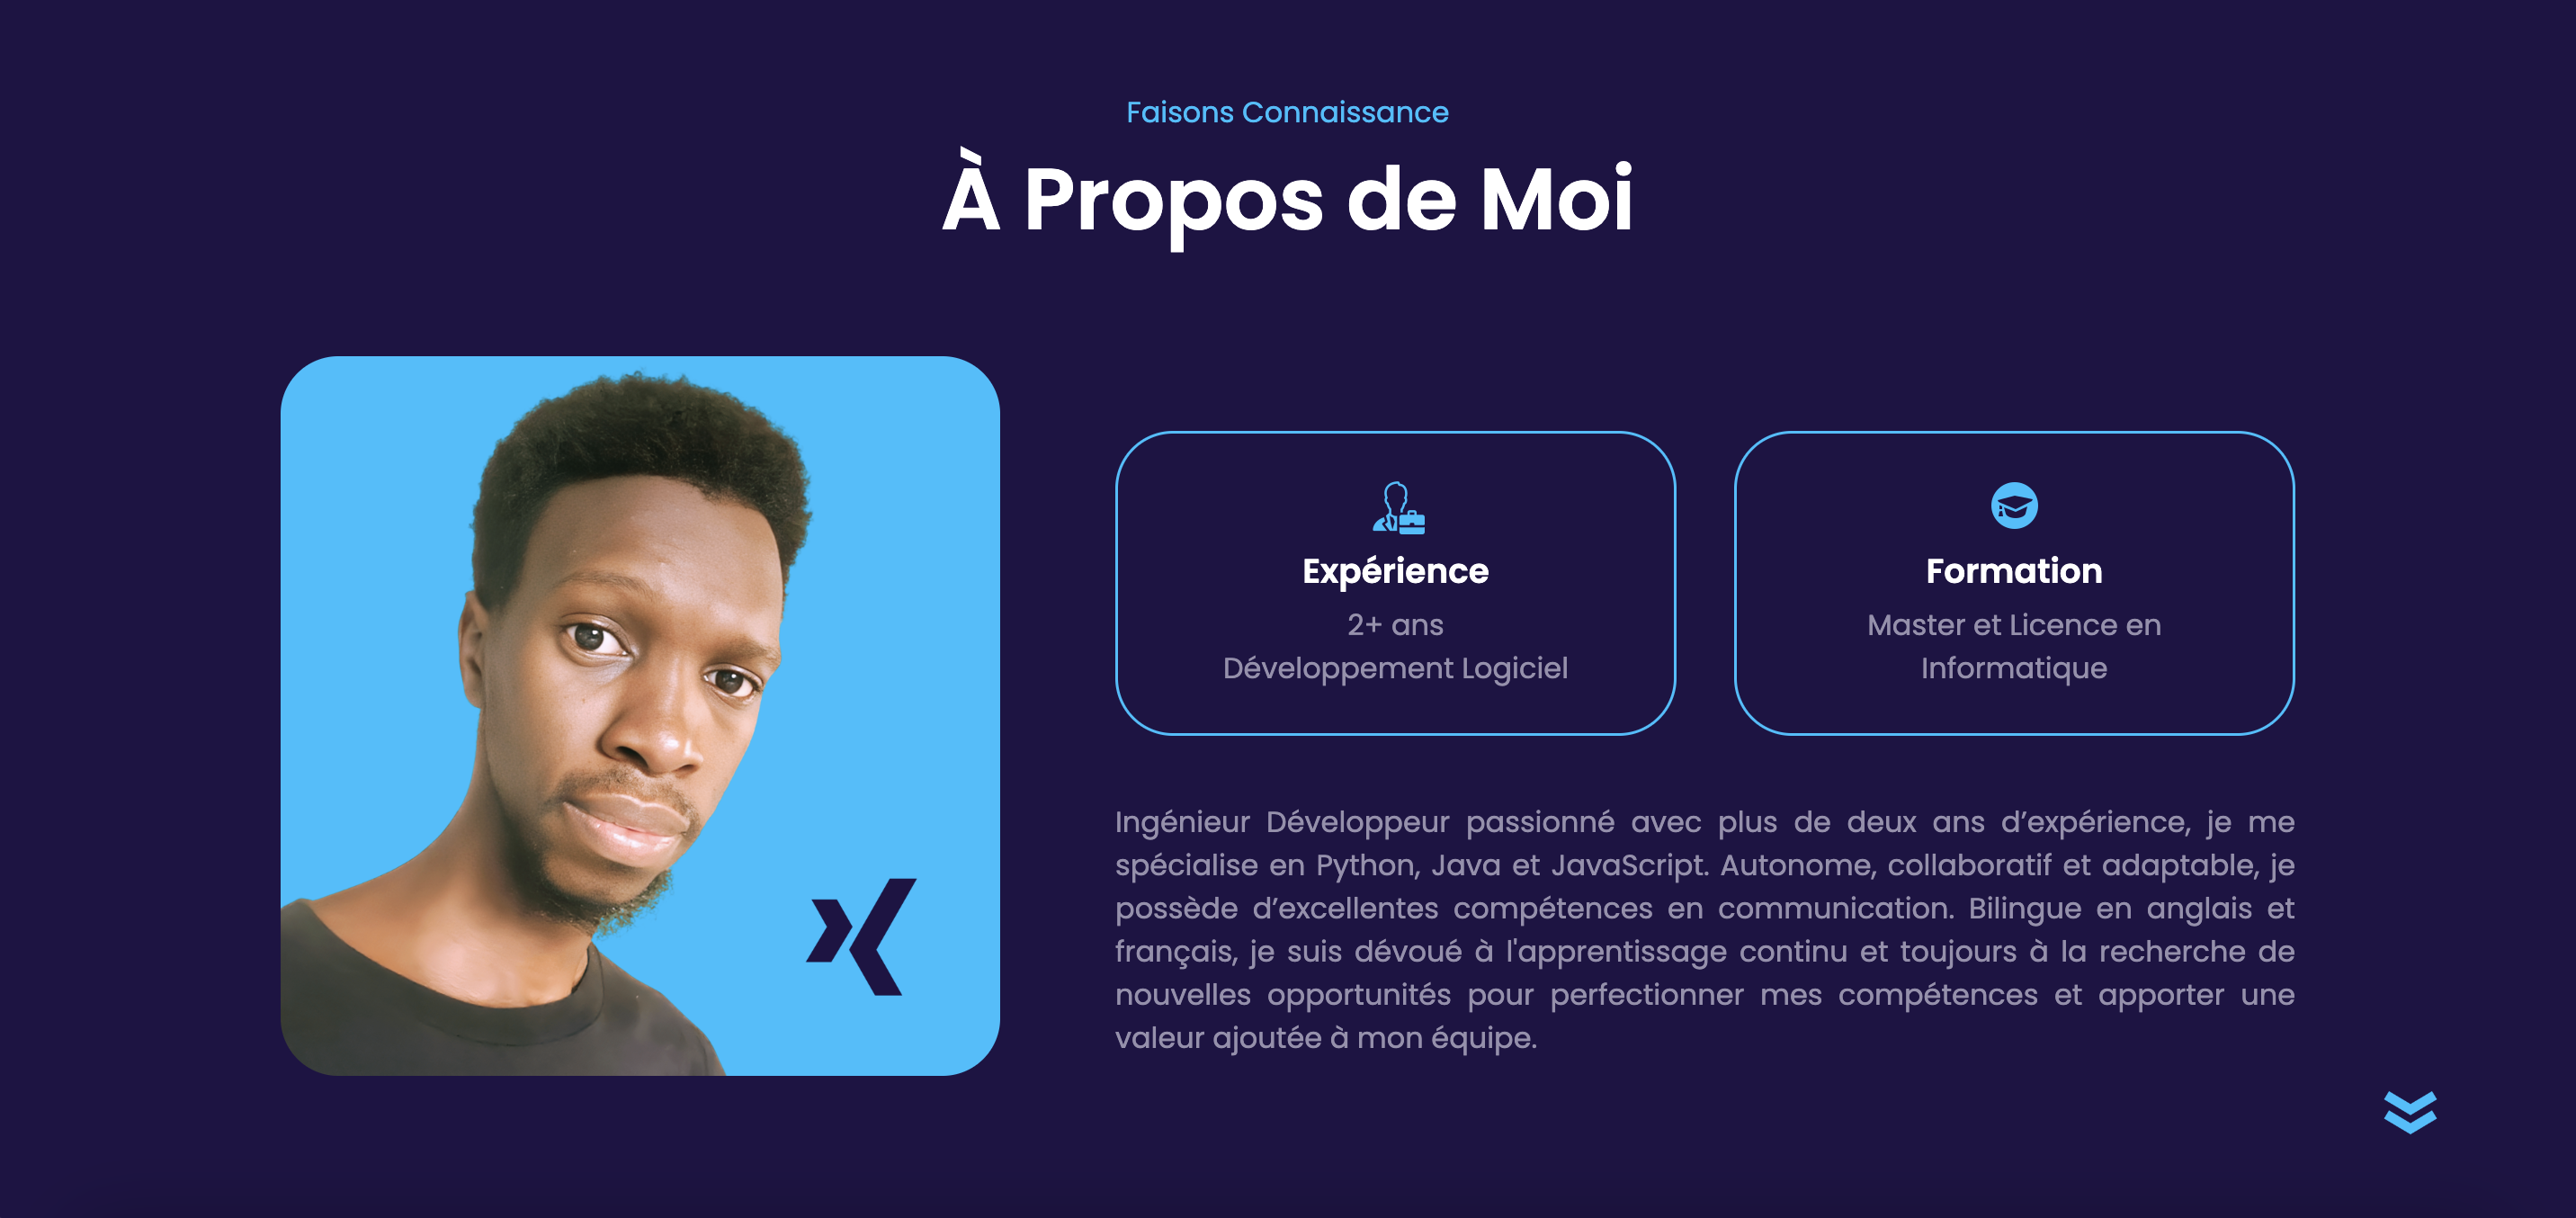 Faisons Connaissance
À Propos de Moi
Expérience
2+ ans
Développement Logiciel
Formation
Master et Licence en
Informatique
Ingénieur Développeur passionné avec plus de deux ans d’expérience, je me
spécialise en Python, Java et JavaScript. Autonome, collaboratif et adaptable, je
possède d’excellentes compétences en communication. Bilingue en anglais et
français, je suis dévoué à l'apprentissage continu et toujours à la recherche de
nouvelles opportunités pour perfectionner mes compétences et apporter une
valeur ajoutée à mon équipe.